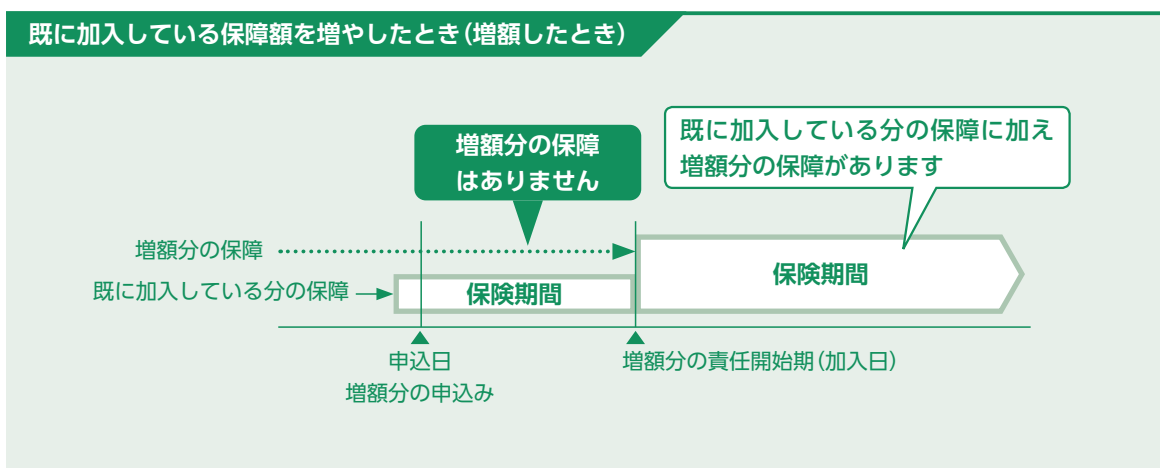 既に加入している保障額を増やしたとき(増額したとき)
増額分の保障
はありません
既に加入している分の保障に加え
増額分の保障があります
増額分の保障
既に加入している分の保障
保険期間
保険期間
申込日
増額分の申込み
増額分の責任開始期(加入日)